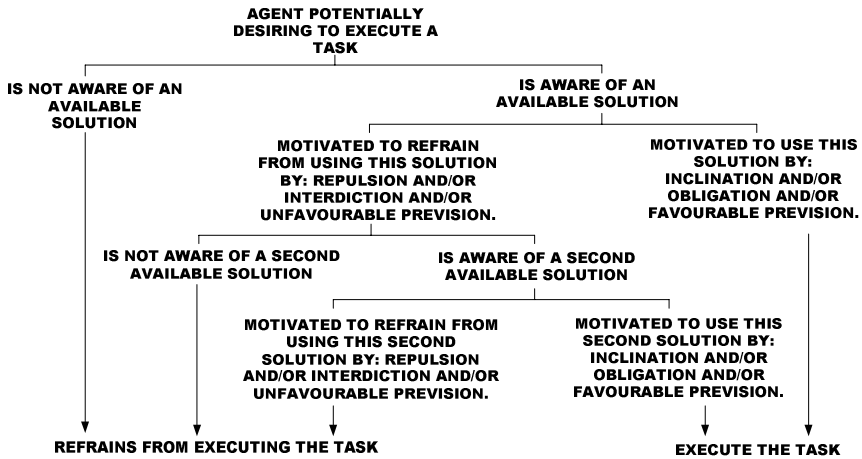 AGENT POTENTIALLY
DESIRING TO EXECUTE A
TASK
IS NOT AWARE OF AN
AVAILABLE
SOLUTION
IS AWARE OF AN
AVAILABLE SOLUTION
MOTIVATED TO REFRAIN
FROM USING THIS SOLUTION
BY: REPULSION AND/OR
INTERDICTION AND/OR
UNFAVOURABLE PREVISION.
MOTIVATED TO USE THIS
SOLUTION BY:
INCLINATION AND/OR
OBLIGATION AND/OR
FAVOURABLE PREVISION.
IS NOT AWARE OF A SECOND
AVAILABLE SOLUTION
IS AWARE OF A SECOND
AVAILABLE SOLUTION
MOTIVATED TO REFRAIN FROM
USING THIS SECOND
SOLUTION BY: REPULSION
AND/OR INTERDICTION AND/OR
UNFAVOURABLE PREVISION.
MOTIVATED TO USE THIS
SECOND SOLUTION BY:
INCLINATION AND/OR
OBLIGATION AND/OR
FAVOURABLE PREVISION.
REFRAINS FROM EXECUTING THE TASK
EXECUTE THE TASK